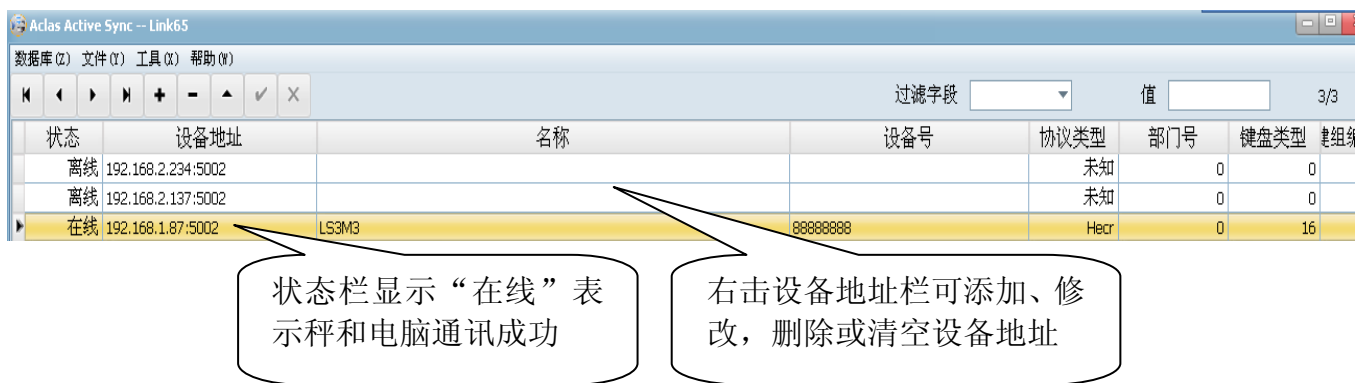 Aclas Active Sync -- Link65
数据库(Z) 文件(Y) 工具(X) 帮助(W)
过滤字段 值 3/3
状态 设备地址 名称 设备号 协议类型 部门号 键盘类型
离线 192.168.2.234:5002 未知 0 0
离线 192.168.2.137:5002 未知 0 0
在线 192.168.1.87:5002 LS3M3 88888888 Hecr 0 16
状态栏显示“在线”表
示秤和电脑通讯成功
右击设备地址栏可添加、修
改，删除或清空设备地址